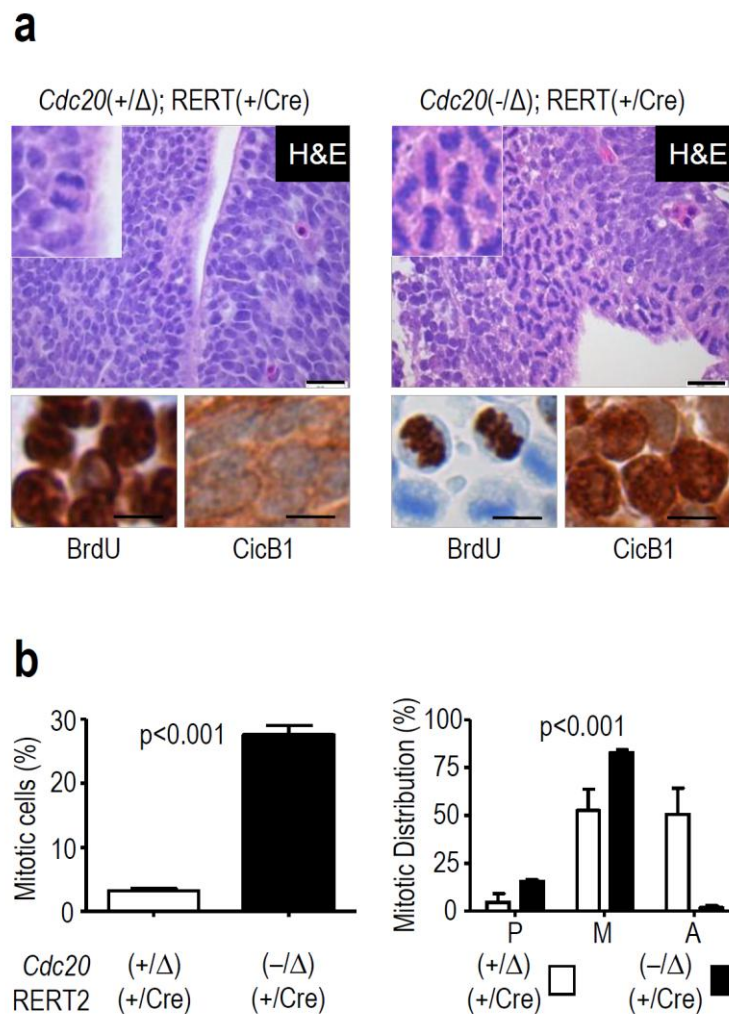 a
Cdc20(+/Δ); RERT(+/Cre) Cdc20(-/Δ); RERT(+/Cre)
H&E H&E
BrdU CicB1 BrdU CicB1
b
30
20
10
0
Mitotic cells (%)
p<0.001
Cdc20 (+/Δ) (−/Δ)
RERT2 (+/Cre) (+/Cre)
100
75
50
25
0
Mitotic Distribution (%)
p<0.001
P M A
(+/Δ) (−/Δ)
(+/Cre) (+/Cre)